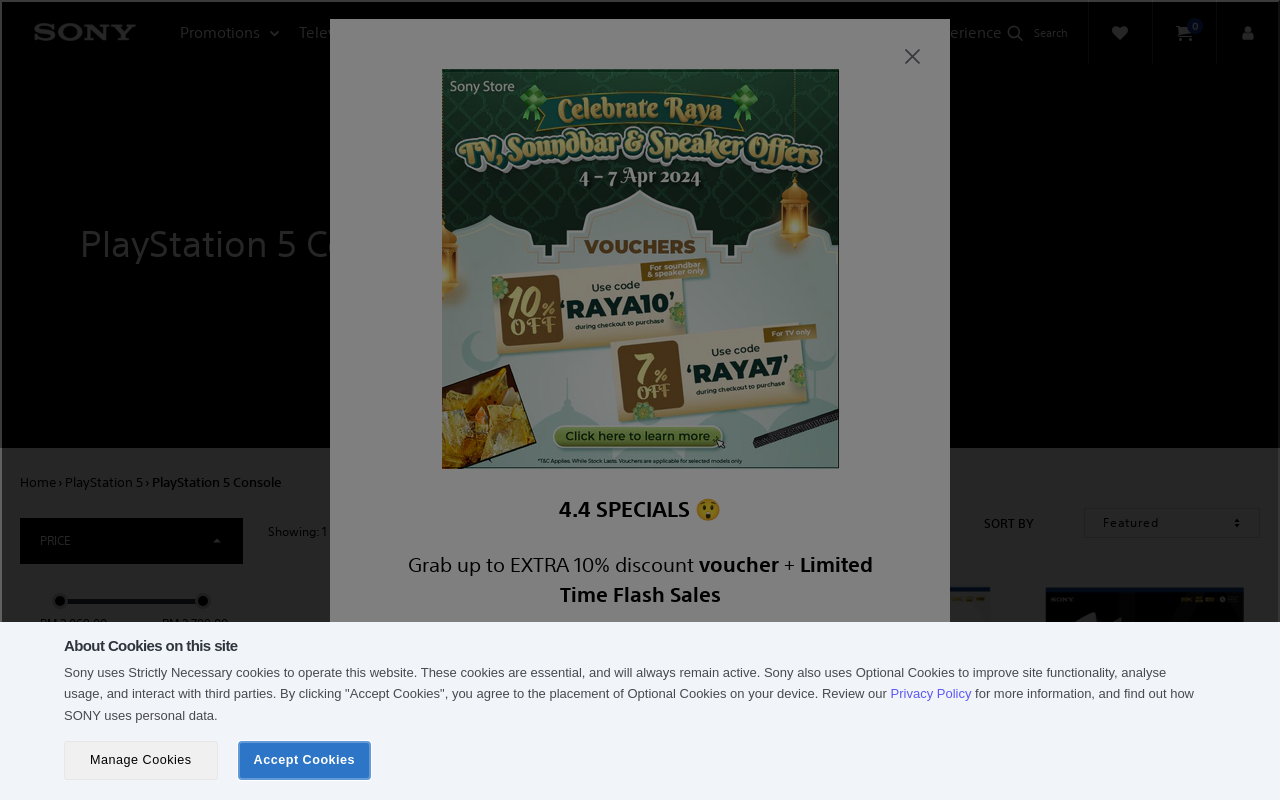 SONY
Promotions
erience
Search
0
PlayStation 5 Co
Sony Store
Celebrate Raya
TV, Soundbar & Speaker Offers
4 – 7 Apr 2024
VOUCHERS
For soundbar
& speaker only
10% OFF
Use code
'RAYA10'
during checkout to purchase
For TV only
7% OFF
Use code
'RAYA7'
during checkout to purchase
Click here to learn more
*T&C Applies. While Stock Lasts. Vouchers are applicable for selected models only
Home › PlayStation 5 › PlayStation 5 Console
4.4 SPECIALS 😲
PRICE
Showing: 1
SORT BY
Featured
Grab up to EXTRA 10% discount voucher + Limited
Time Flash Sales
SONY
About Cookies on this site
Sony uses Strictly Necessary cookies to operate this website. These cookies are essential, and will always remain active. Sony also uses Optional Cookies to improve site functionality, analyse
usage, and interact with third parties. By clicking "Accept Cookies", you agree to the placement of Optional Cookies on your device. Review our Privacy Policy for more information, and find out how
SONY uses personal data.
Manage Cookies
Accept Cookies